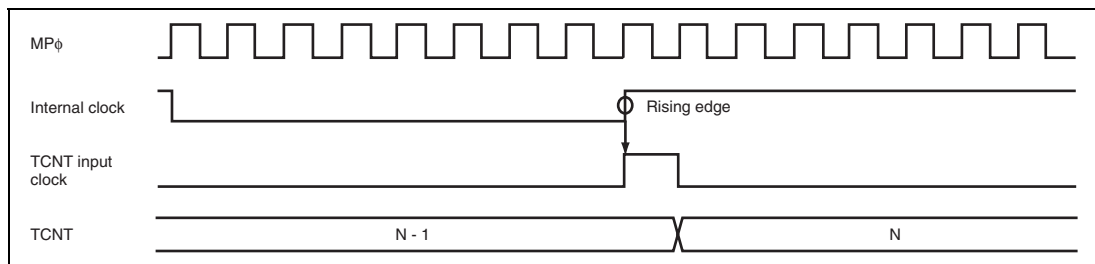 MPφ
Internal clock
Rising edge
TCNT input
clock
TCNT
N - 1
N